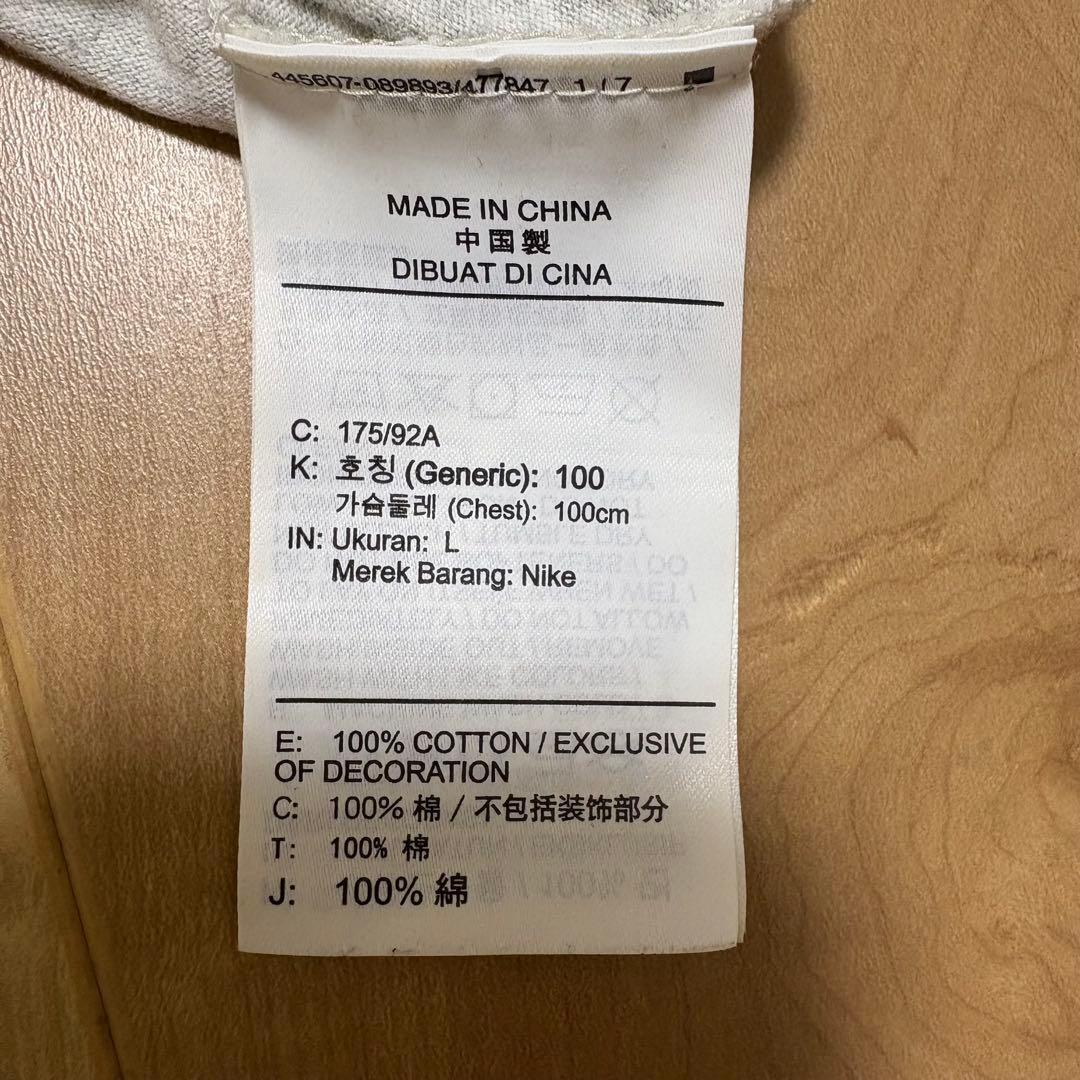 445607-089893/477847 1 / 7
MADE IN CHINA
中国製
DIBUAT DI CINA
C: 175/92A
K: 호칭 (Generic): 100
가슴둘레 (Chest): 100cm
IN: Ukuran: L
Merek Barang: Nike
E: 100% COTTON / EXCLUSIVE
OF DECORATION
C: 100% 棉 / 不包括装饰部分
T: 100% 棉
J: 100% 綿